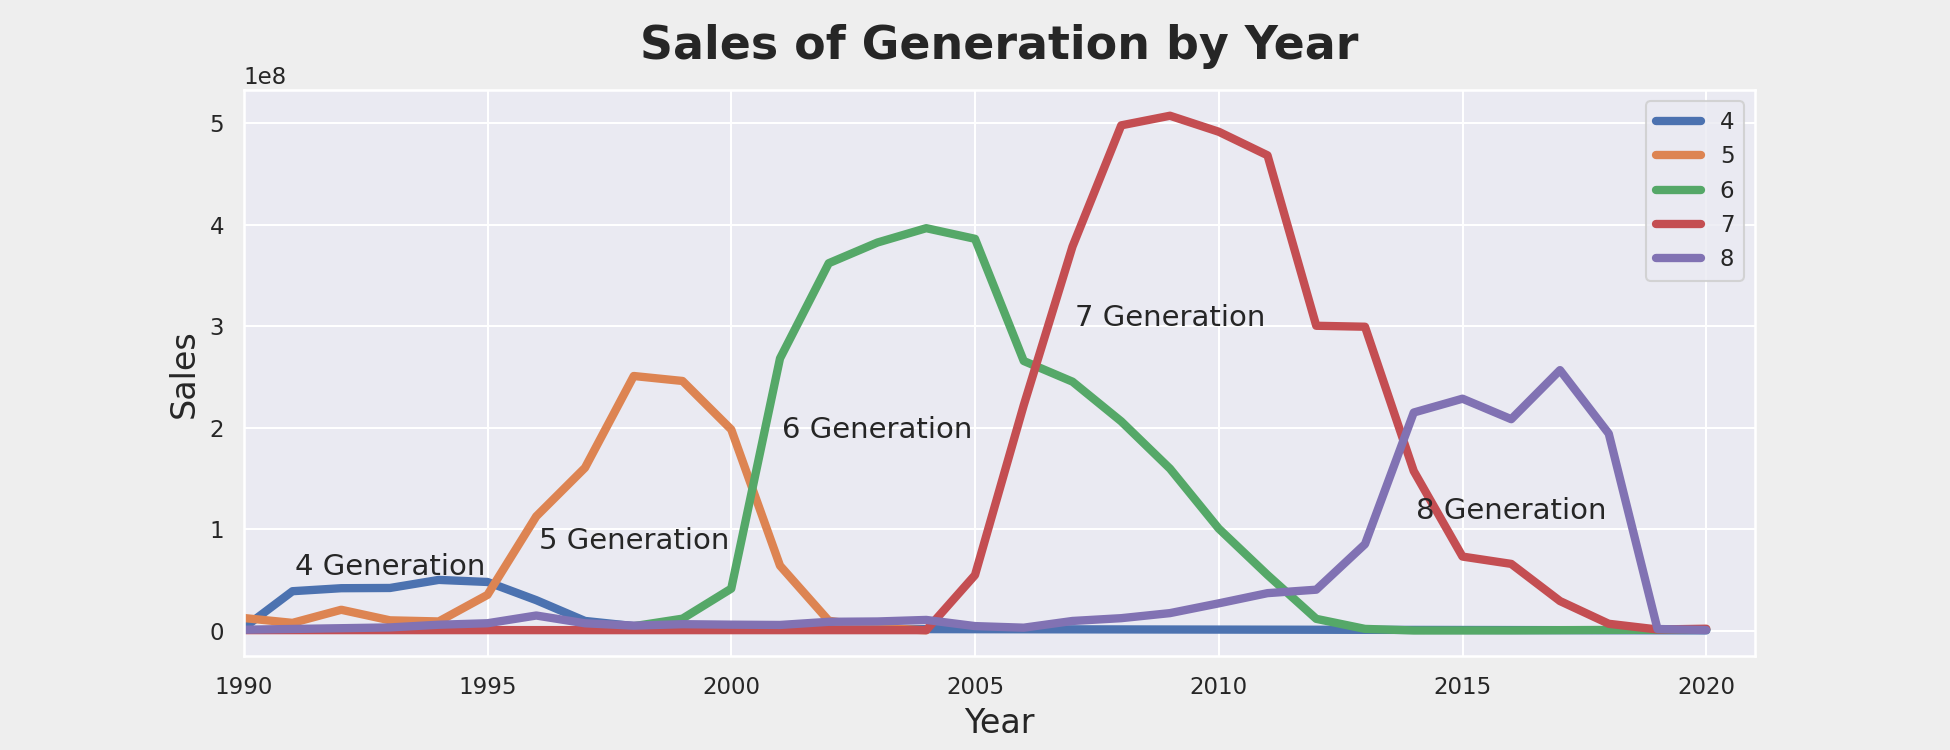 Sales of Generation by Year
1e8
5
4
3
2
1
0
Sales
4 Generation
5 Generation
6 Generation
7 Generation
8 Generation
4
5
6
7
8
1990 1995 2000 2005 2010 2015 2020
Year